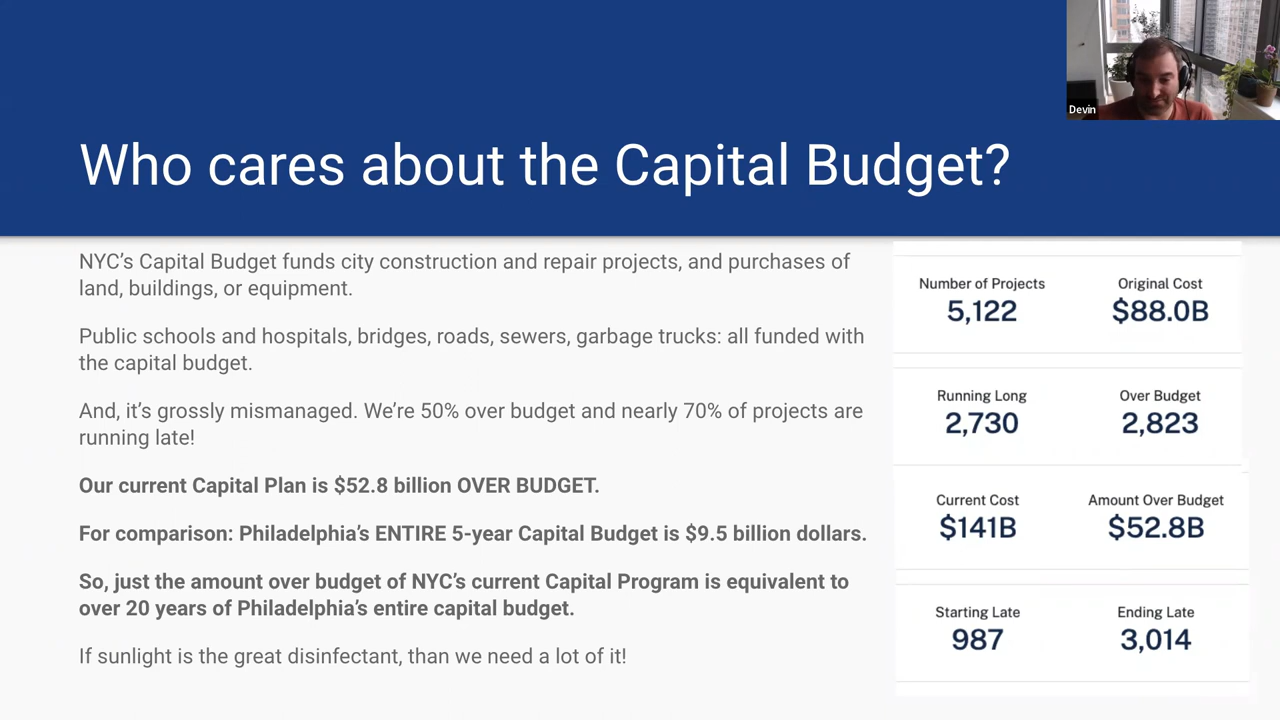 Devin
Who cares about the Capital Budget?
NYC’s Capital Budget funds city construction and repair projects, and purchases of
land, buildings, or equipment.
Public schools and hospitals, bridges, roads, sewers, garbage trucks: all funded with
the capital budget.
And, it’s grossly mismanaged. We’re 50% over budget and nearly 70% of projects are
running late!
Our current Capital Plan is $52.8 billion OVER BUDGET.
For comparison: Philadelphia’s ENTIRE 5-year Capital Budget is $9.5 billion dollars.
So, just the amount over budget of NYC’s current Capital Program is equivalent to
over 20 years of Philadelphia’s entire capital budget.
If sunlight is the great disinfectant, than we need a lot of it!
Number of Projects
5,122
Original Cost
$88.0B
Running Long
2,730
Over Budget
2,823
Current Cost
$141B
Amount Over Budget
$52.8B
Starting Late
987
Ending Late
3,014